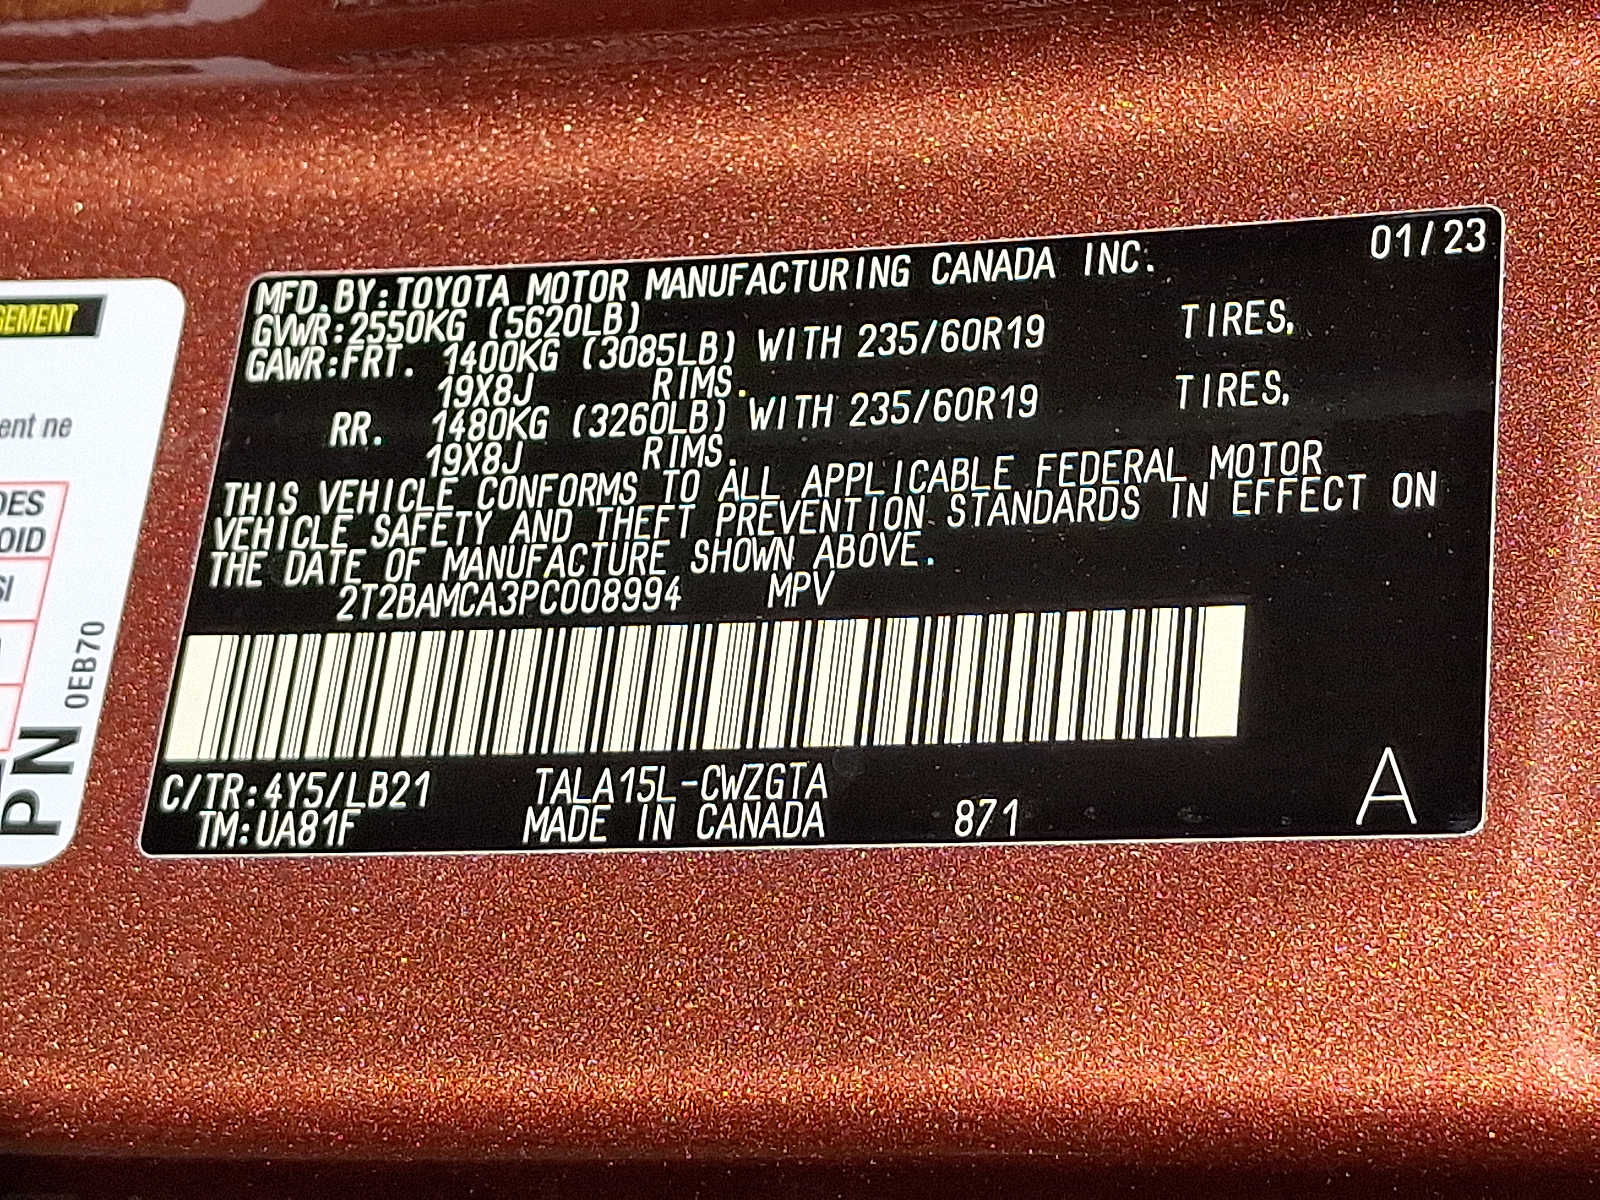 GEMENT
ent ne
DES
OID
SI
PN
0EB70
MFD.BY:TOYOTA MOTOR MANUFACTURING CANADA INC. 01/23
GVWR:2550KG (5620LB)
GAWR:FRT. 1400KG (3085LB) WITH 235/60R19 TIRES,
19X8J RIMS.
RR. 1480KG (3260LB) WITH 235/60R19 TIRES,
19X8J RIMS.
THIS VEHICLE CONFORMS TO ALL APPLICABLE FEDERAL MOTOR
VEHICLE SAFETY AND THEFT PREVENTION STANDARDS IN EFFECT ON
THE DATE OF MANUFACTURE SHOWN ABOVE.
2T2BAMCA3PC008994 MPV
C/TR:4Y5/LB21 TALA15L-CWZGTA
TM:UA81F MADE IN CANADA 871 A